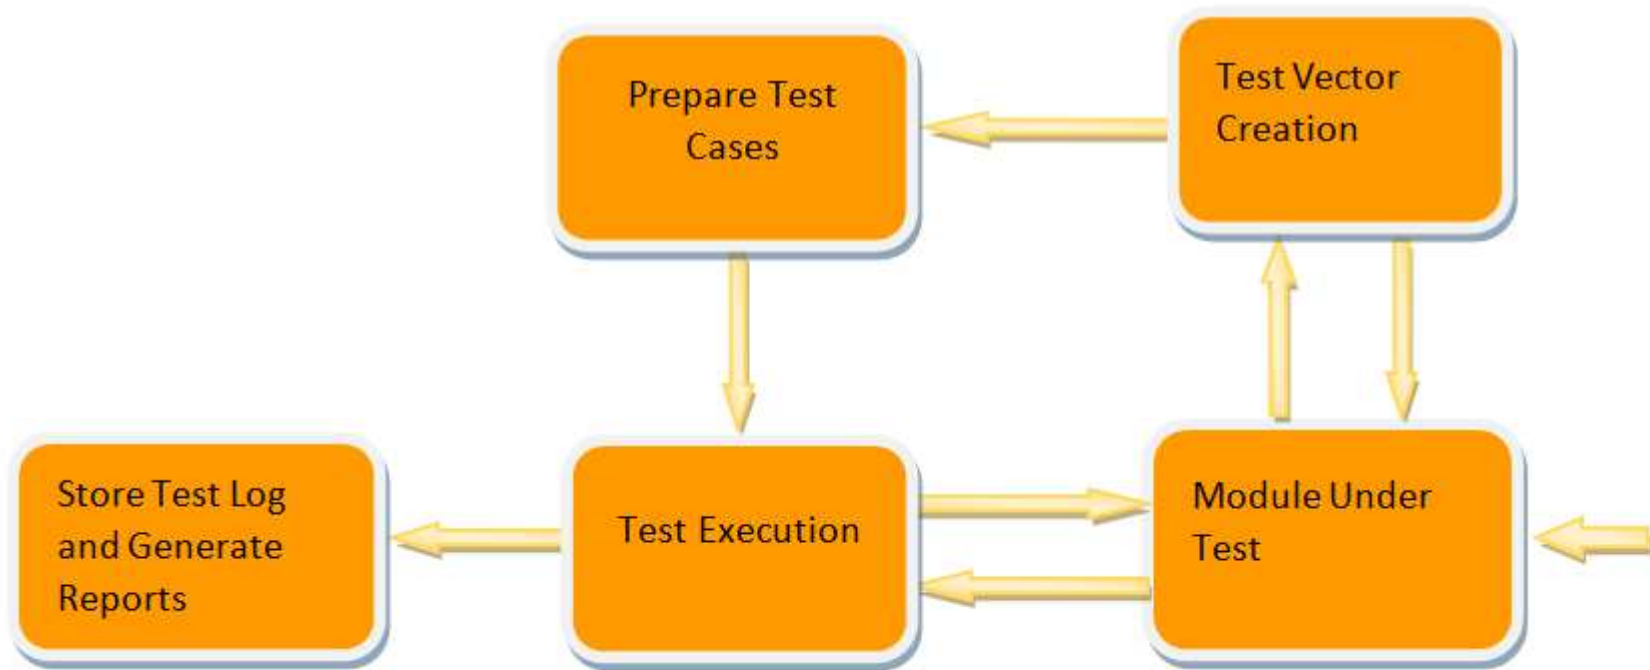 Prepare Test
Cases
Test Vector
Creation
Store Test Log
and Generate
Reports
Test Execution
Module Under
Test